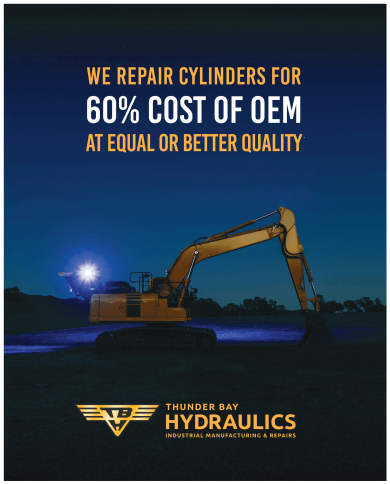 WE REPAIR CYLINDERS FOR
60% COST OF OEM
AT EQUAL OR BETTER QUALITY
TBH
THUNDER BAY
HYDRAULICS
INDUSTRIAL MANUFACTURING & REPAIRS